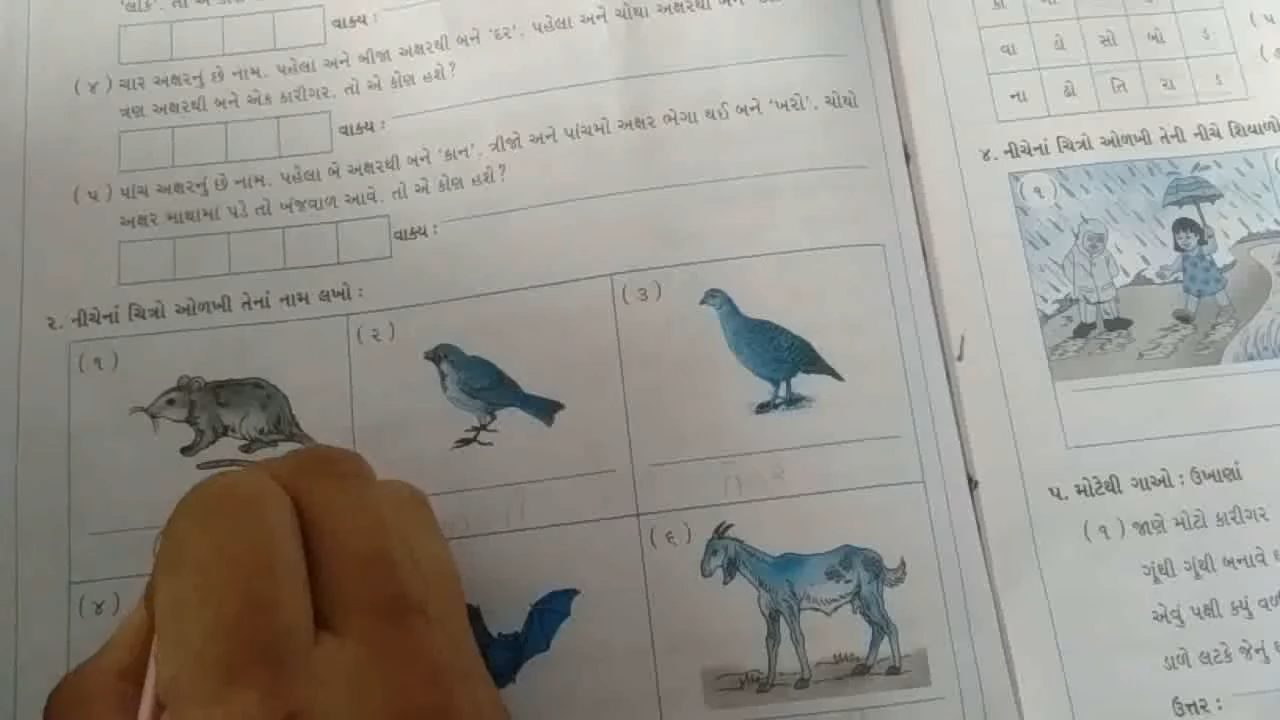 વાક્ય :
( ૪ ) ચાર અક્ષરનું છે નામ. પહેલા અને બીજા અક્ષરથી બને ‘દર’. પહેલા અને ચોથા અક્ષરથી બને
ત્રણ અક્ષરથી બને એક કારીગર. તો એ કોણ હશે ?
વાક્ય :
( ૫ ) પાંચ અક્ષરનું છે નામ. પહેલા બે અક્ષરથી બને ‘કાન’. ત્રીજો અને પાંચમો અક્ષર ભેગા થઈ બને ‘ખરો’. ચોથો
અક્ષર માથામાં પડે તો ખંજવાળ આવે. તો એ કોણ હશે ?
વાક્ય :
૨. નીચેનાં ચિત્રો ઓળખી તેનાં નામ લખો :
( ૧ )
( ૨ )
( ૩ )
( ૪ )
( ૬ )
વા હો સો બો ડ
ના ઢો તિ રા ડ
૪. નીચેનાં ચિત્રો ઓળખી તેની નીચે શિયાળો
( ૧ )
૫. મોટેથી ગાઓ : ઉખાણાં
( ૧ ) જાણે મોટો કારીગર
ગૂંથી ગૂંથી બનાવે
એવું પક્ષી કયું
ડાળે લટકે જેનું
ઉત્તર :